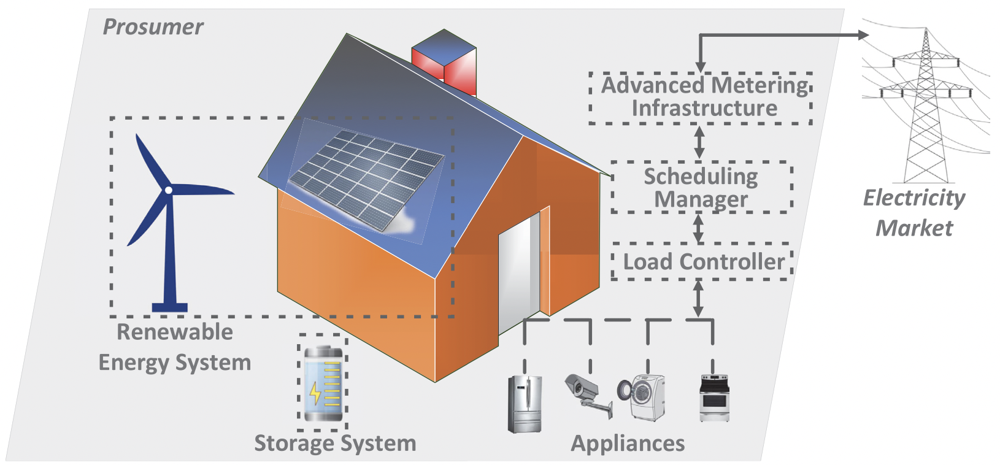 Prosumer
Advanced Metering
Infrastructure
Scheduling
Manager
Electricity
Market
Load Controller
Renewable
Energy System
Storage System
Appliances